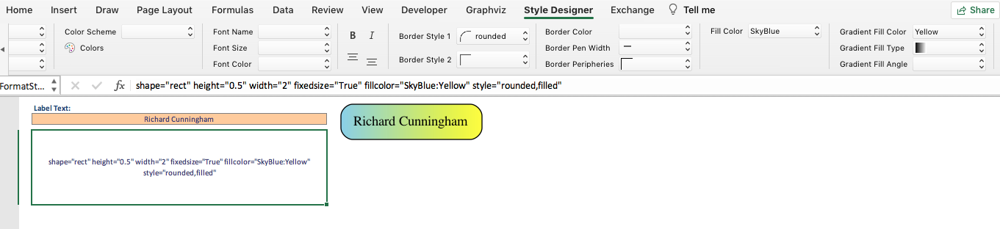 Home Insert Draw Page Layout Formulas Data Review View Developer Graphviz Style Designer Exchange Tell me Share
Color Scheme Font Name B I Border Style 1 rounded Border Color Fill Color SkyBlue Gradient Fill Color Yellow
Colors Font Size Border Pen Width Gradient Fill Type
Font Color Border Style 2 Border Peripheries Gradient Fill Angle
FormatSt... fx shape="rect" height="0.5" width="2" fixedsize="True" fillcolor="SkyBlue:Yellow" style="rounded,filled"
Label Text:
Richard Cunningham
Richard Cunningham
shape="rect" height="0.5" width="2" fixedsize="True" fillcolor="SkyBlue:Yellow"
style="rounded,filled"